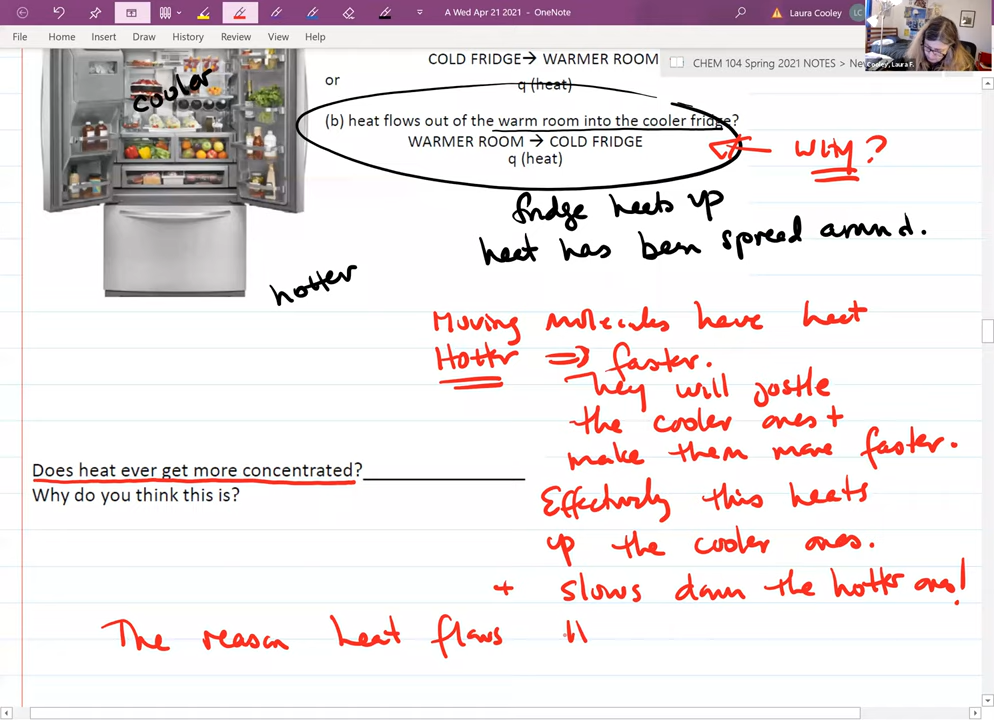 A Wed Apr 21 2021 - OneNote
Laura Cooley
LC
File Home Insert Draw History Review View Help
CHEM 104 Spring 2021 NOTES > Ne
Cooley, Laura F.
COLD FRIDGE→ WARMER ROOM
or
q (heat)
cooler
(b) heat flows out of the warm room into the cooler fridge?
WARMER ROOM → COLD FRIDGE
q (heat)
Why?
fridge heats up
heat has been spread around.
hotter
Moving molecules have heat
Hotter ⇒ faster.
They will jostle
the cooler ones +
make them move faster.
Does heat ever get more concentrated?
Why do you think this is?
Effectively this heats
up the cooler ones.
+ slows down the hotter ones!
The reason heat flows